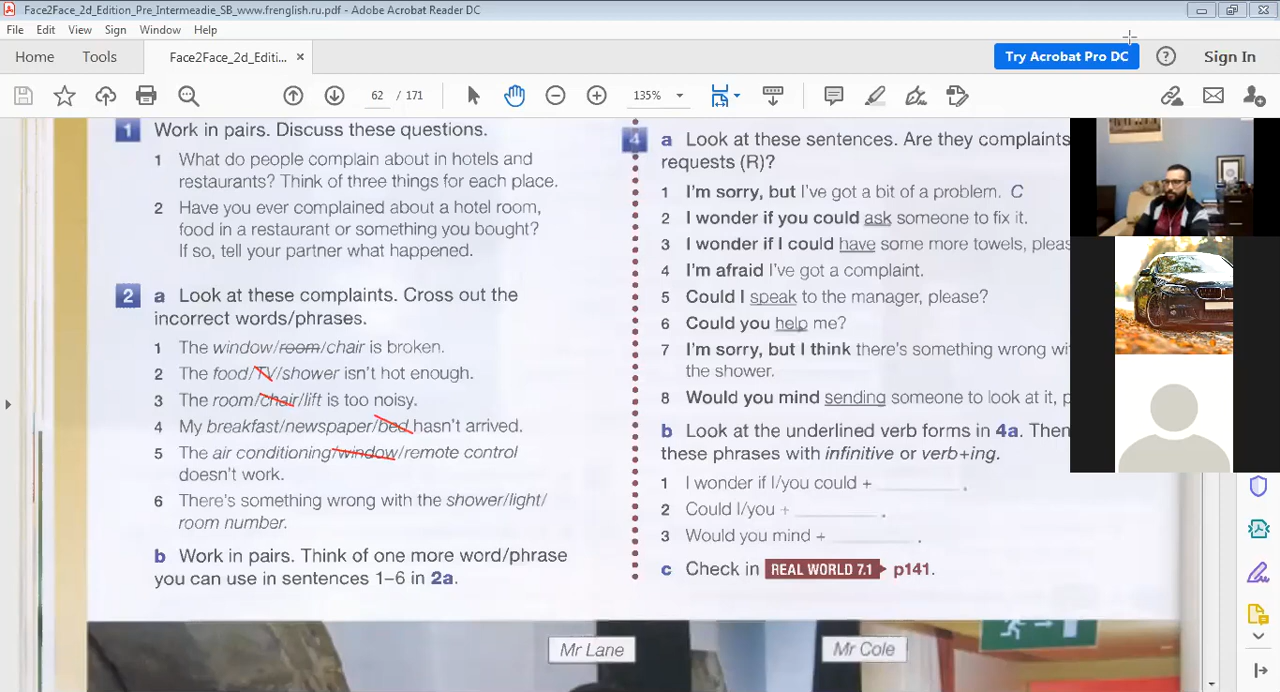 Face2Face_2d_Edition_Pre_Intermeadie_SB_www.frenglish.ru.pdf - Adobe Acrobat Reader DC
File Edit View Sign Window Help
Home Tools Face2Face_2d_Editi... × Try Acrobat Pro DC ? Sign In
62 / 171 135%
1 Work in pairs. Discuss these questions.
1 What do people complain about in hotels and
restaurants? Think of three things for each place.
2 Have you ever complained about a hotel room,
food in a restaurant or something you bought?
If so, tell your partner what happened.
2 a Look at these complaints. Cross out the
incorrect words/phrases.
1 The window/room/chair is broken.
2 The food/TV/shower isn't hot enough.
3 The room/chair/lift is too noisy.
4 My breakfast/newspaper/bed hasn't arrived.
5 The air conditioning/window/remote control
doesn't work.
6 There's something wrong with the shower/light/
room number.
b Work in pairs. Think of one more word/phrase
you can use in sentences 1–6 in 2a.
4 a Look at these sentences. Are they complaints
requests (R)?
1 I'm sorry, but I've got a bit of a problem. C
2 I wonder if you could ask someone to fix it.
3 I wonder if I could have some more towels, pleas
4 I'm afraid I've got a complaint.
5 Could I speak to the manager, please?
6 Could you help me?
7 I'm sorry, but I think there's something wrong wi
the shower.
8 Would you mind sending someone to look at it, p
b Look at the underlined verb forms in 4a. Then
these phrases with infinitive or verb+ing.
1 I wonder if I/you could + ________ .
2 Could I/you + ________ .
3 Would you mind + ________ .
c Check in REAL WORLD 7.1 p141.
Mr Lane
Mr Cole